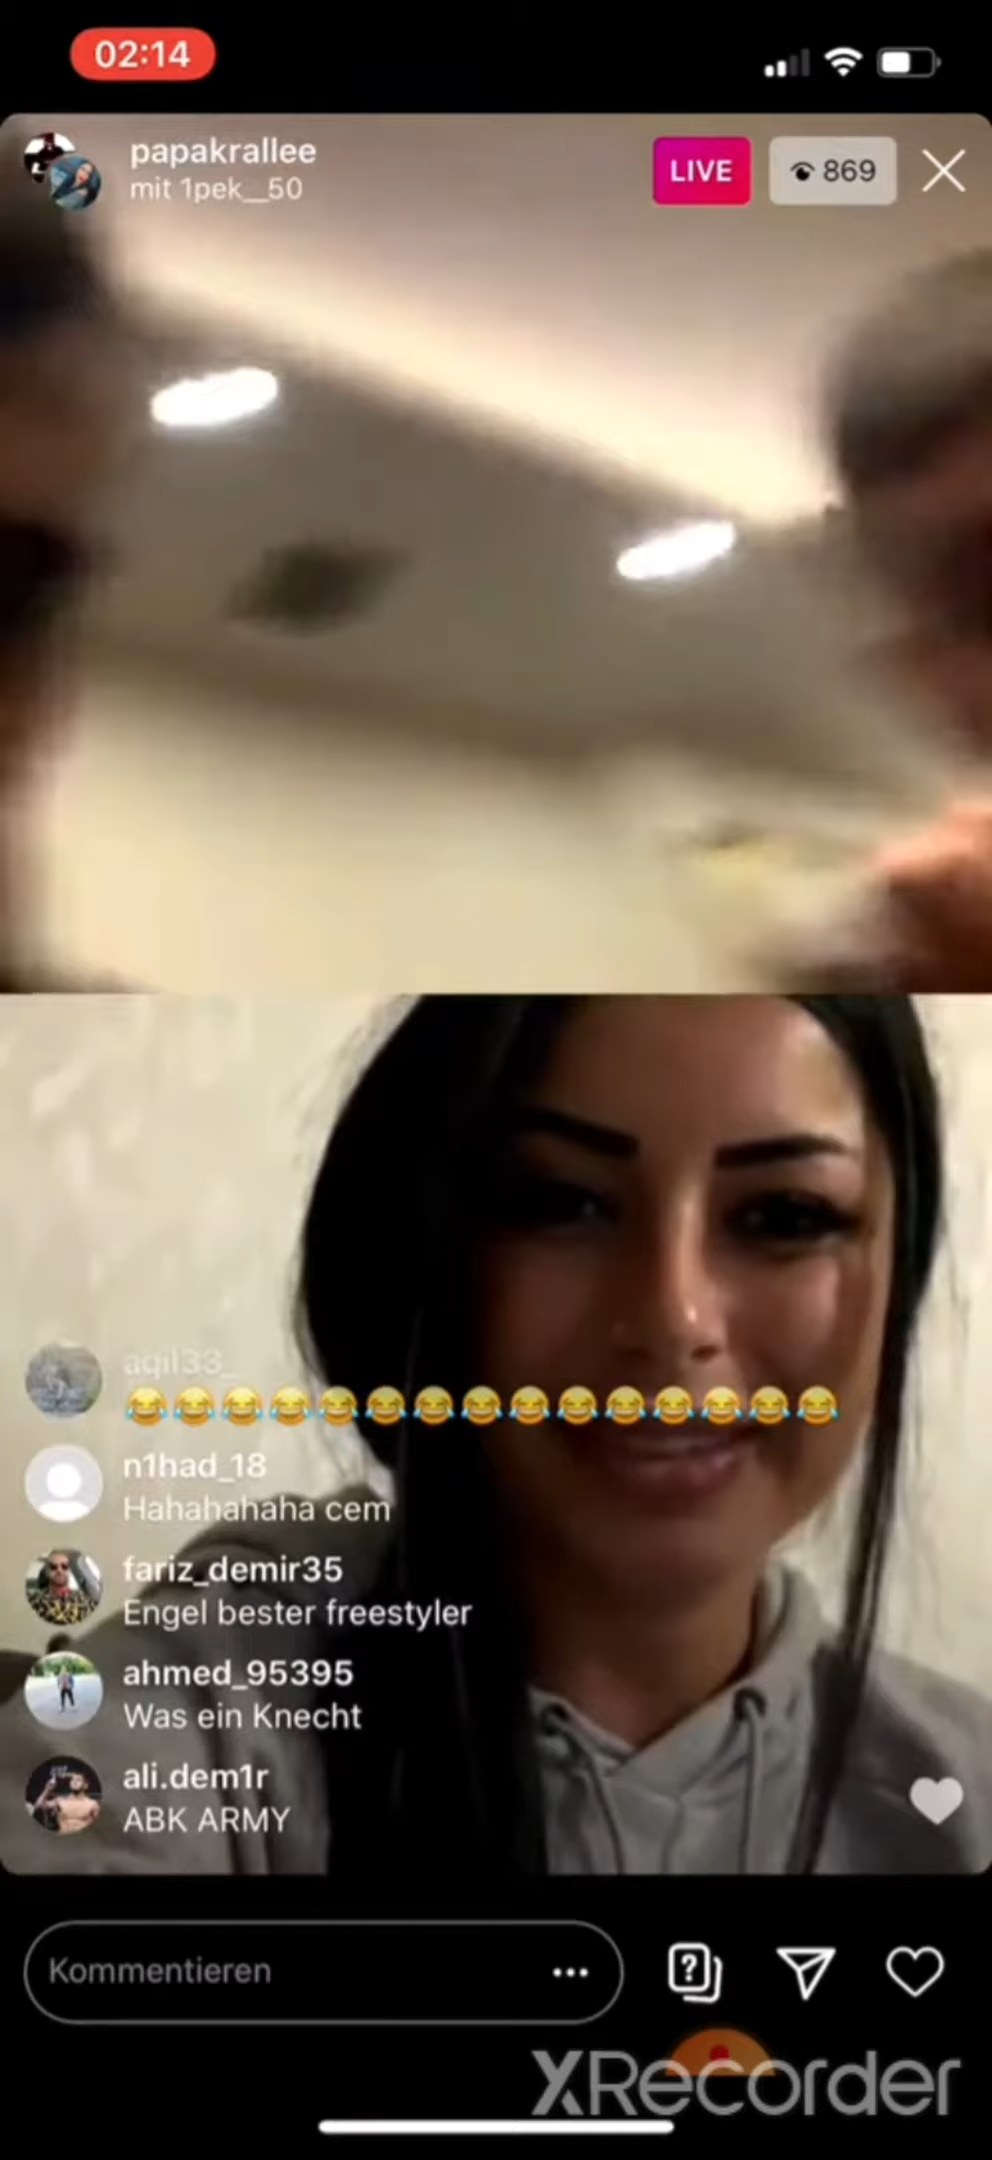 02:14
papakrallee
mit 1pek__50
LIVE
869
aqil33_
😂😂😂😂😂😂😂😂😂😂😂😂😂😂😂
n1had_18
Hahahahaha cem
fariz_demir35
Engel bester freestyler
ahmed_95395
Was ein Knecht
ali.dem1r
ABK ARMY
Kommentieren
XRecorder